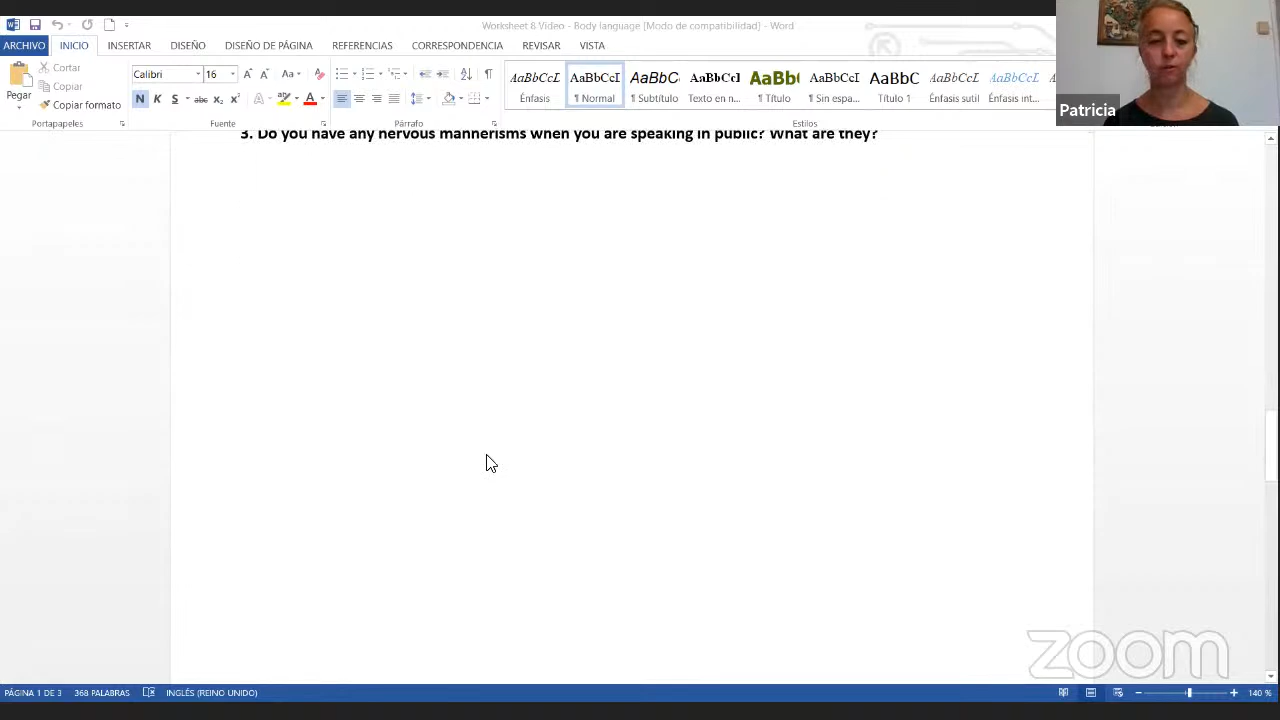 Worksheet 8 Video - Body language [Modo de compatibilidad] - Word
ARCHIVO INICIO INSERTAR DISEÑO DISEÑO DE PÁGINA REFERENCIAS CORRESPONDENCIA REVISAR VISTA
Pegar
Cortar
Copiar
Copiar formato
Portapapeles
Calibri 16
Fuente
Párrafo
AaBbCcL AaBbCcI AaBbC AaBbCcl AaBb( AaBbCcI AaBbC AaBbCcL AaBbCcL
Énfasis ¶ Normal ¶ Subtítulo Texto en n... ¶ Título ¶ Sin espa... Título 1 Énfasis sutil Énfasis int...
Estilos
Patricia
3. Do you have any nervous mannerisms when you are speaking in public? What are they?
zoom
PÁGINA 1 DE 3 368 PALABRAS INGLÉS (REINO UNIDO) 140 %